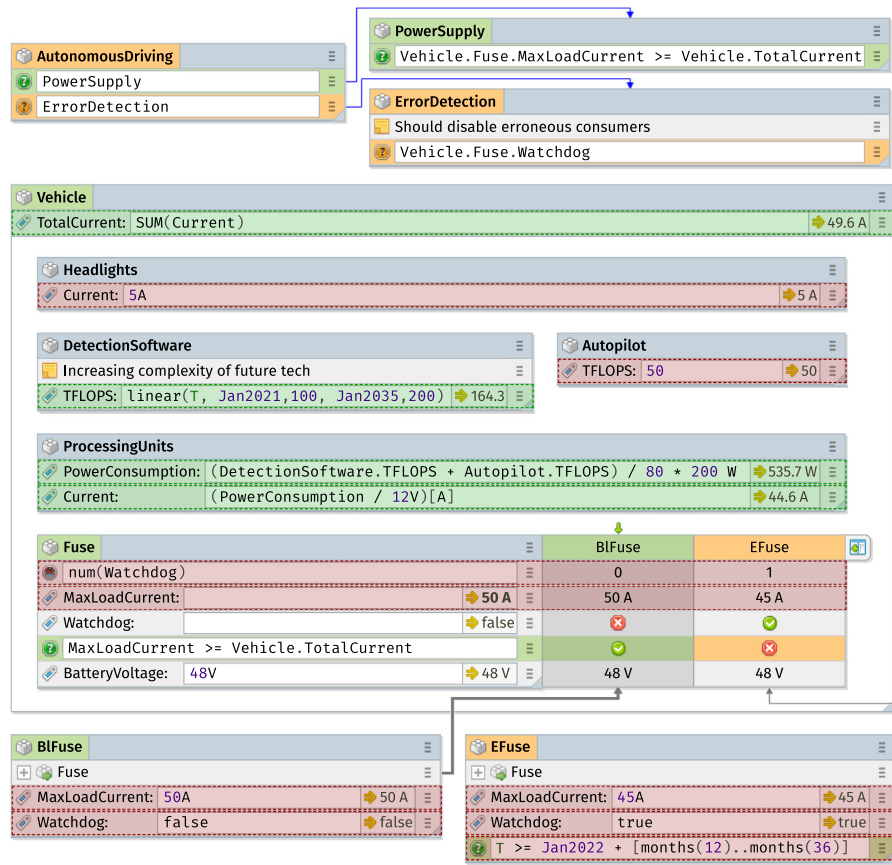 AutonomousDriving
PowerSupply
ErrorDetection
PowerSupply
Vehicle.Fuse.MaxLoadCurrent >= Vehicle.TotalCurrent
ErrorDetection
Should disable erroneous consumers
Vehicle.Fuse.Watchdog
Vehicle
TotalCurrent: SUM(Current) 49.6 A
Headlights
Current: 5A 5 A
DetectionSoftware
Increasing complexity of future tech
TFLOPS: linear(T, Jan2021,100, Jan2035,200) 164.3
Autopilot
TFLOPS: 50 50
ProcessingUnits
PowerConsumption: (DetectionSoftware.TFLOPS + Autopilot.TFLOPS) / 80 * 200 W 535.7 W
Current: (PowerConsumption / 12V)[A] 44.6 A
Fuse BlFuse EFuse
num(Watchdog) 0 1
MaxLoadCurrent: 50 A 50 A 45 A
Watchdog: false
MaxLoadCurrent >= Vehicle.TotalCurrent
BatteryVoltage: 48V 48 V 48 V 48 V
BlFuse
Fuse
MaxLoadCurrent: 50A 50 A
Watchdog: false false
EFuse
Fuse
MaxLoadCurrent: 45A 45 A
Watchdog: true true
T >= Jan2022 + [months(12)..months(36)]